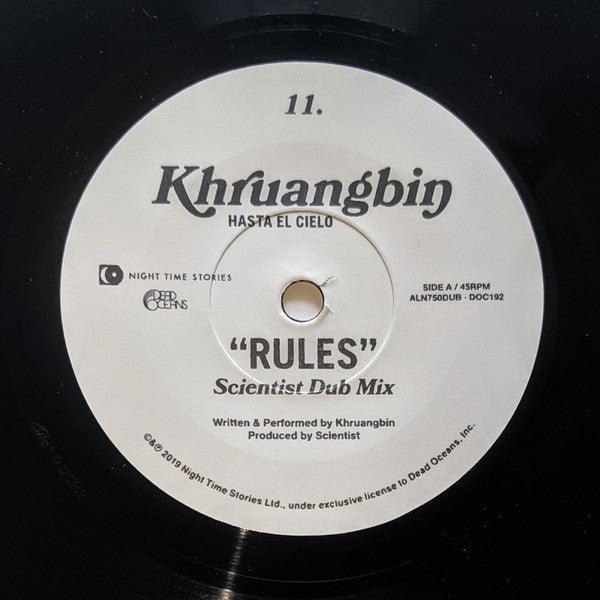 11.
Khruangbin
HASTA EL CIELO
NIGHT TIME STORIES
DEAD OCEANS
SIDE A / 45RPM
ALN750DUB · DOC192
“RULES”
Scientist Dub Mix
Written & Performed by Khruangbin
Produced by Scientist
©&℗ 2019 Night Time Stories Ltd., under exclusive license to Dead Oceans, Inc.